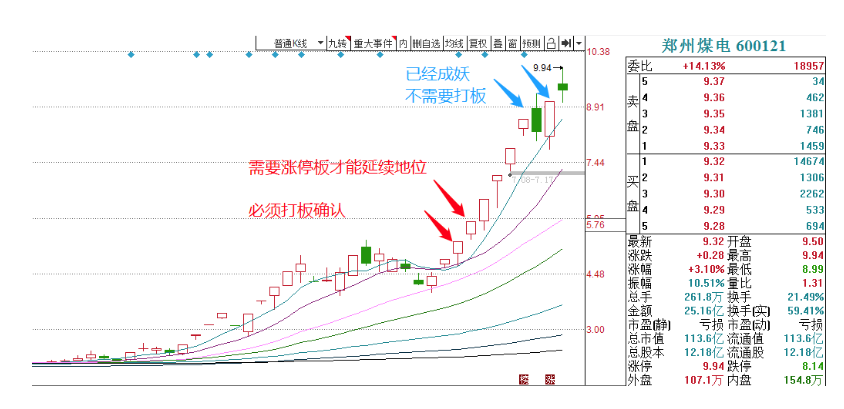 普通K线 九转 重大事件 内 删自选 均线 复权 叠 窗 预测
郑州煤电 600121
10.38
9.94
已经成妖
不需要打板
8.91
7.44
需要涨停板才能延续地位
7.08-7.17
必须打板确认
5.95
5.76
4.48
3.00
跌 涨
委比 +14.13% 18957
卖盘
5 9.37 34
4 9.36 462
3 9.35 1381
2 9.34 746
1 9.33 1459
买盘
1 9.32 14674
2 9.31 1306
3 9.30 2262
4 9.29 533
5 9.28 694
最新 9.32 开盘 9.50
涨跌 +0.28 最高 9.94
涨幅 +3.10% 最低 8.99
振幅 10.51% 量比 1.31
总手 261.8万 换手 21.49%
金额 25.16亿 换手(实) 59.41%
市盈(静) 亏损 市盈(动) 亏损
总市值 113.6亿 流通值 113.6亿
总股本 12.18亿 流通股 12.18亿
涨停 9.94 跌停 8.14
外盘 107.1万 内盘 154.8万